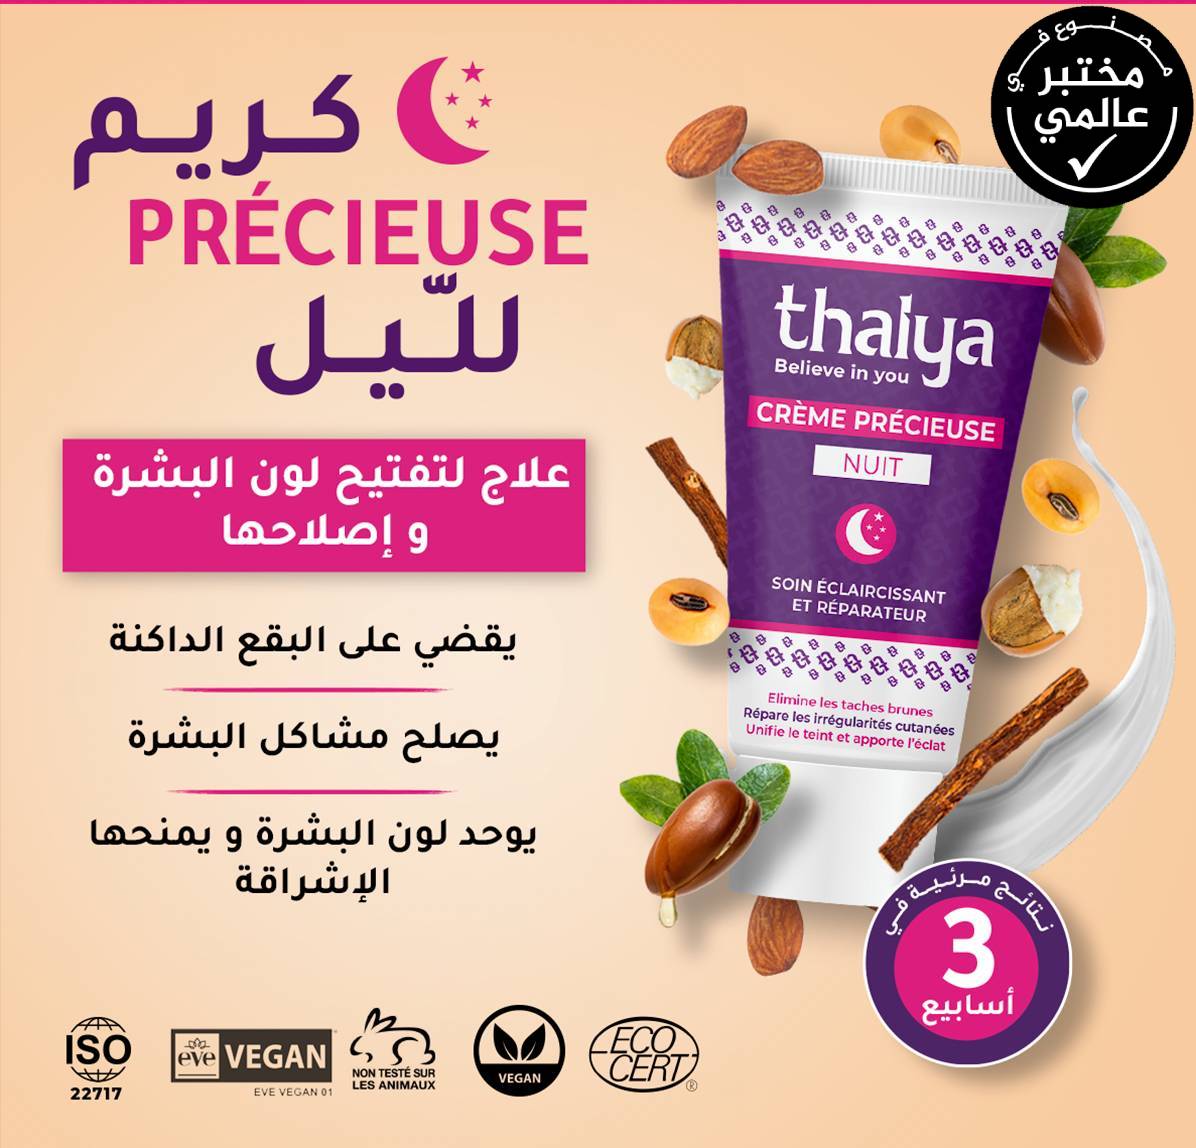 مصنوع في
مختبر
عالمي
كريم
PRÉCIEUSE
للّيل
علاج لتفتيح لون البشرة
و إصلاحها
يقضي على البقع الداكنة
يصلح مشاكل البشرة
يوحد لون البشرة و يمنحها
الإشراقة
thalya
Believe in you
CRÈME PRÉCIEUSE
NUIT
SOIN ÉCLAIRCISSANT
ET RÉPARATEUR
Elimine les taches brunes
Répare les irrégularités cutanées
Unifie le teint et apporte l'éclat
نتائج مرئية في
3
أسابيع
ISO
22717
eve VEGAN
EVE VEGAN 01
NON TESTÉ SUR
LES ANIMAUX
VEGAN
ECO
CERT
®